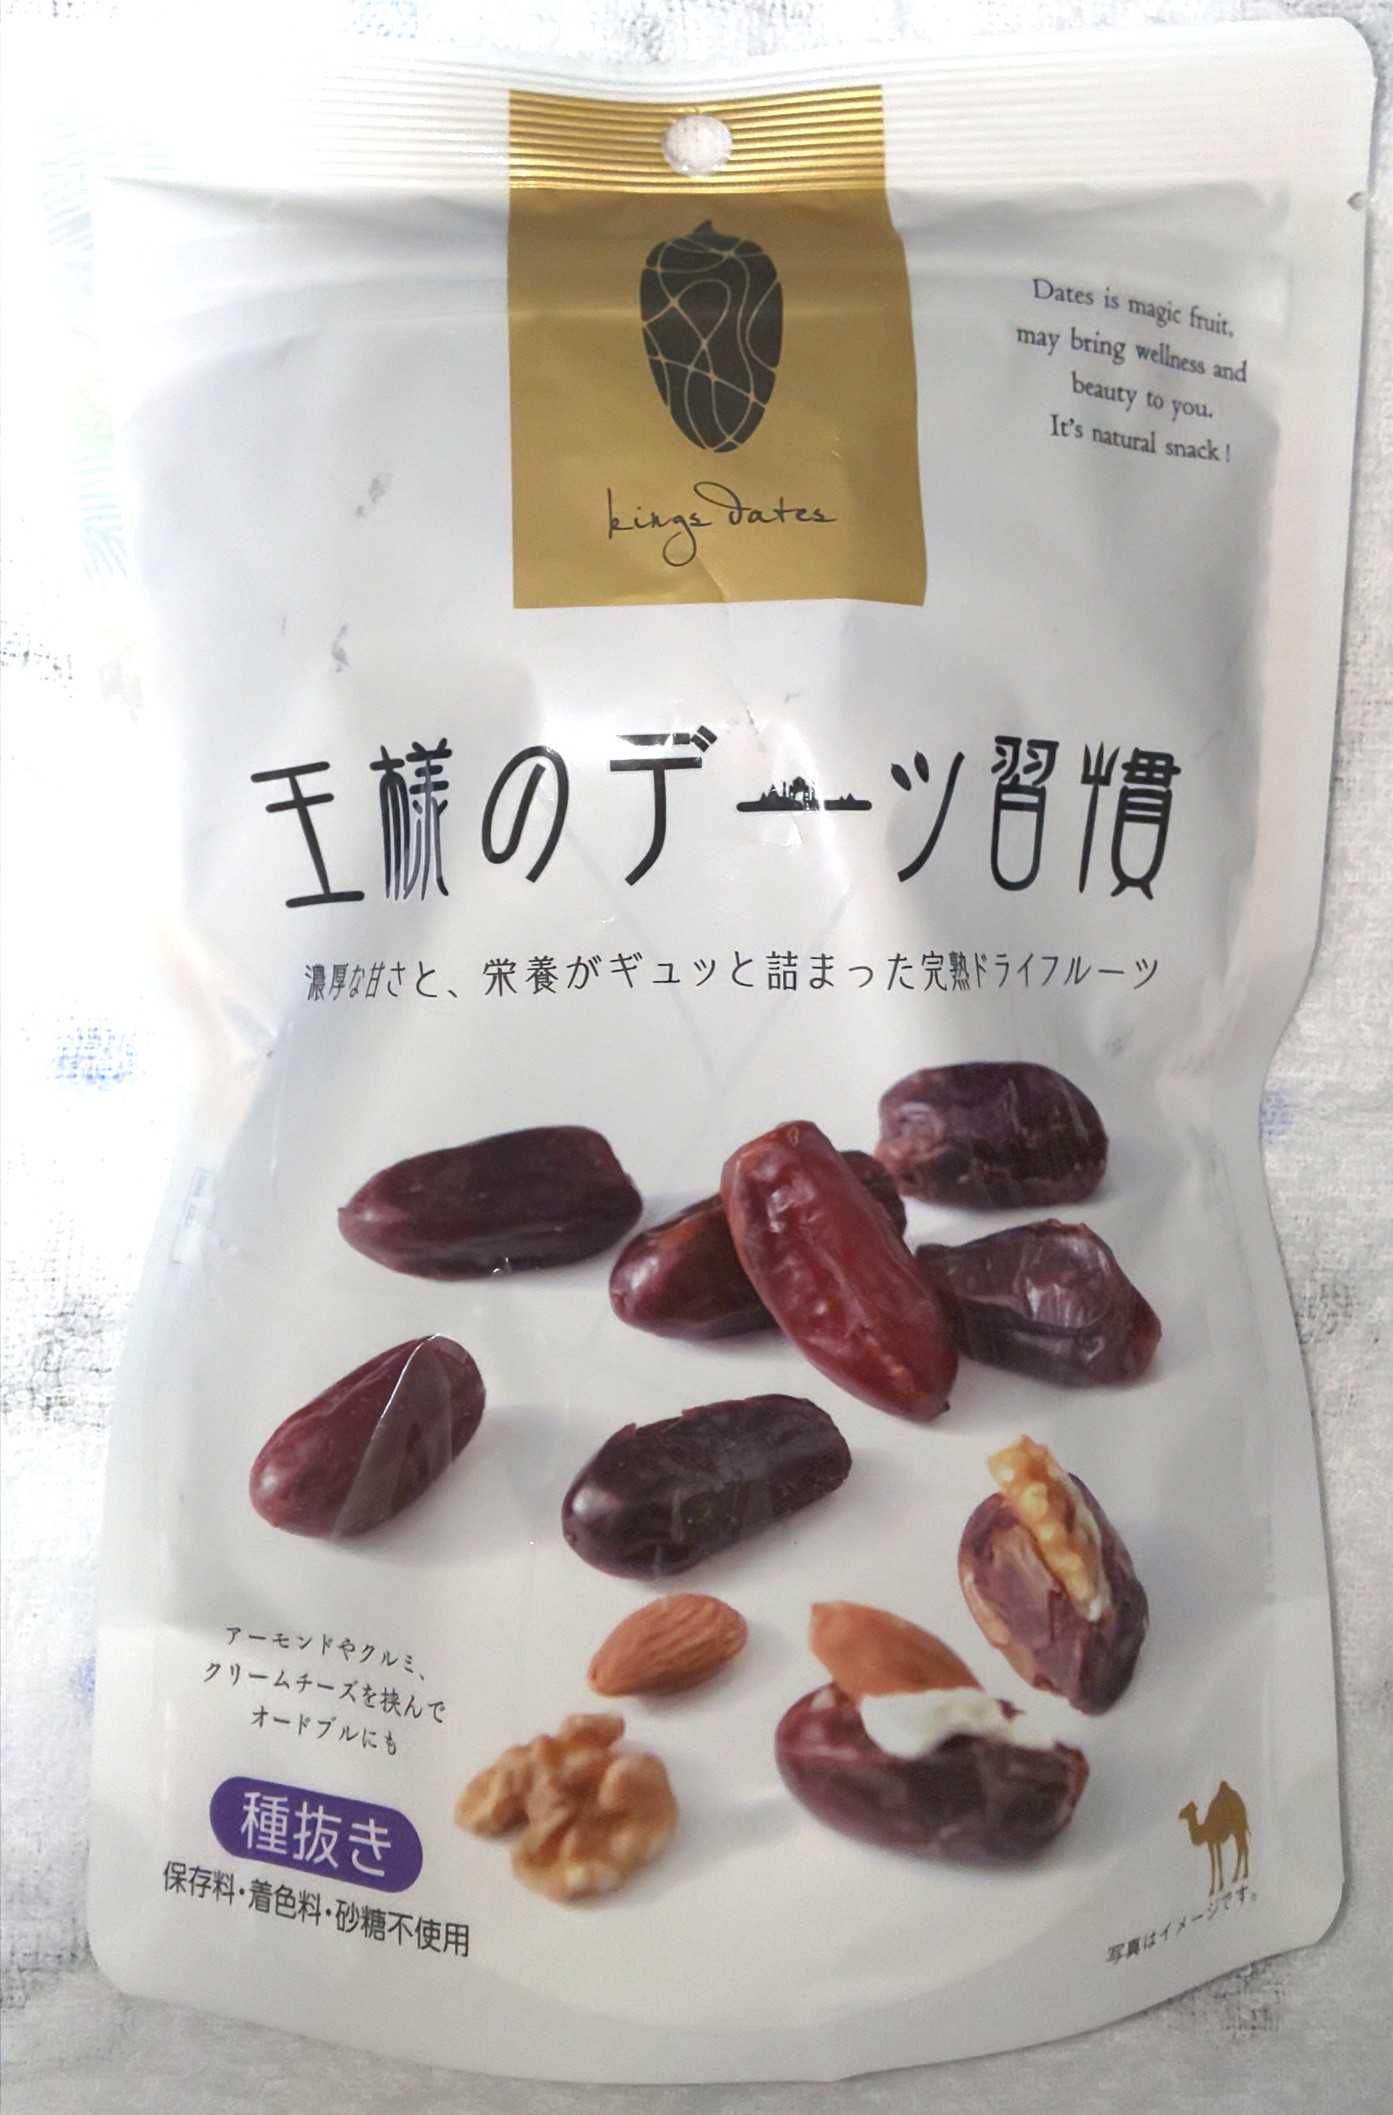 kings dates
Dates is magic fruit,
may bring wellness and
beauty to you.
It's natural snack!
王様のデーツ習慣
濃厚な甘さと、栄養がギュッと詰まった完熟ドライフルーツ
アーモンドやクルミ、
クリームチーズを挟んで
オードブルにも
種抜き
保存料・着色料・砂糖不使用
写真はイメージです。